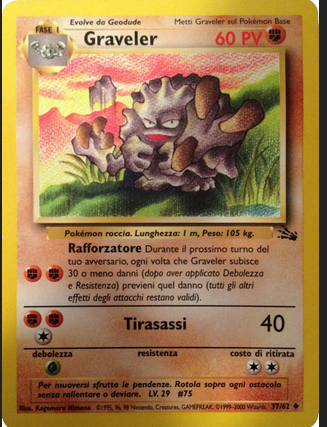 Evolve da Geodude
Metti Graveler sul Pokémon Base
FASE 1
Graveler
60 PV
Pokémon roccia. Lunghezza: 1 m, Peso: 105 kg.
Rafforzatore Durante il prossimo turno del
tuo avversario, ogni volta che Graveler subisce
30 o meno danni (dopo aver applicato Debolezza
e Resistenza) previeni quel danno (tutti gli altri
effetti degli attacchi restano validi).
Tirasassi 40
debolezza
resistenza
costo di ritirata
Per muoversi sfrutta le pendenze. Rotola sopra ogni ostacolo
senza rallentare o deviare. LV. 29 #75
Illus. Kagemaru Himeno ©1995, 96, 98 Nintendo, Creatures, GAMEFREAK. ©1999-2000 Wizards. 37/62